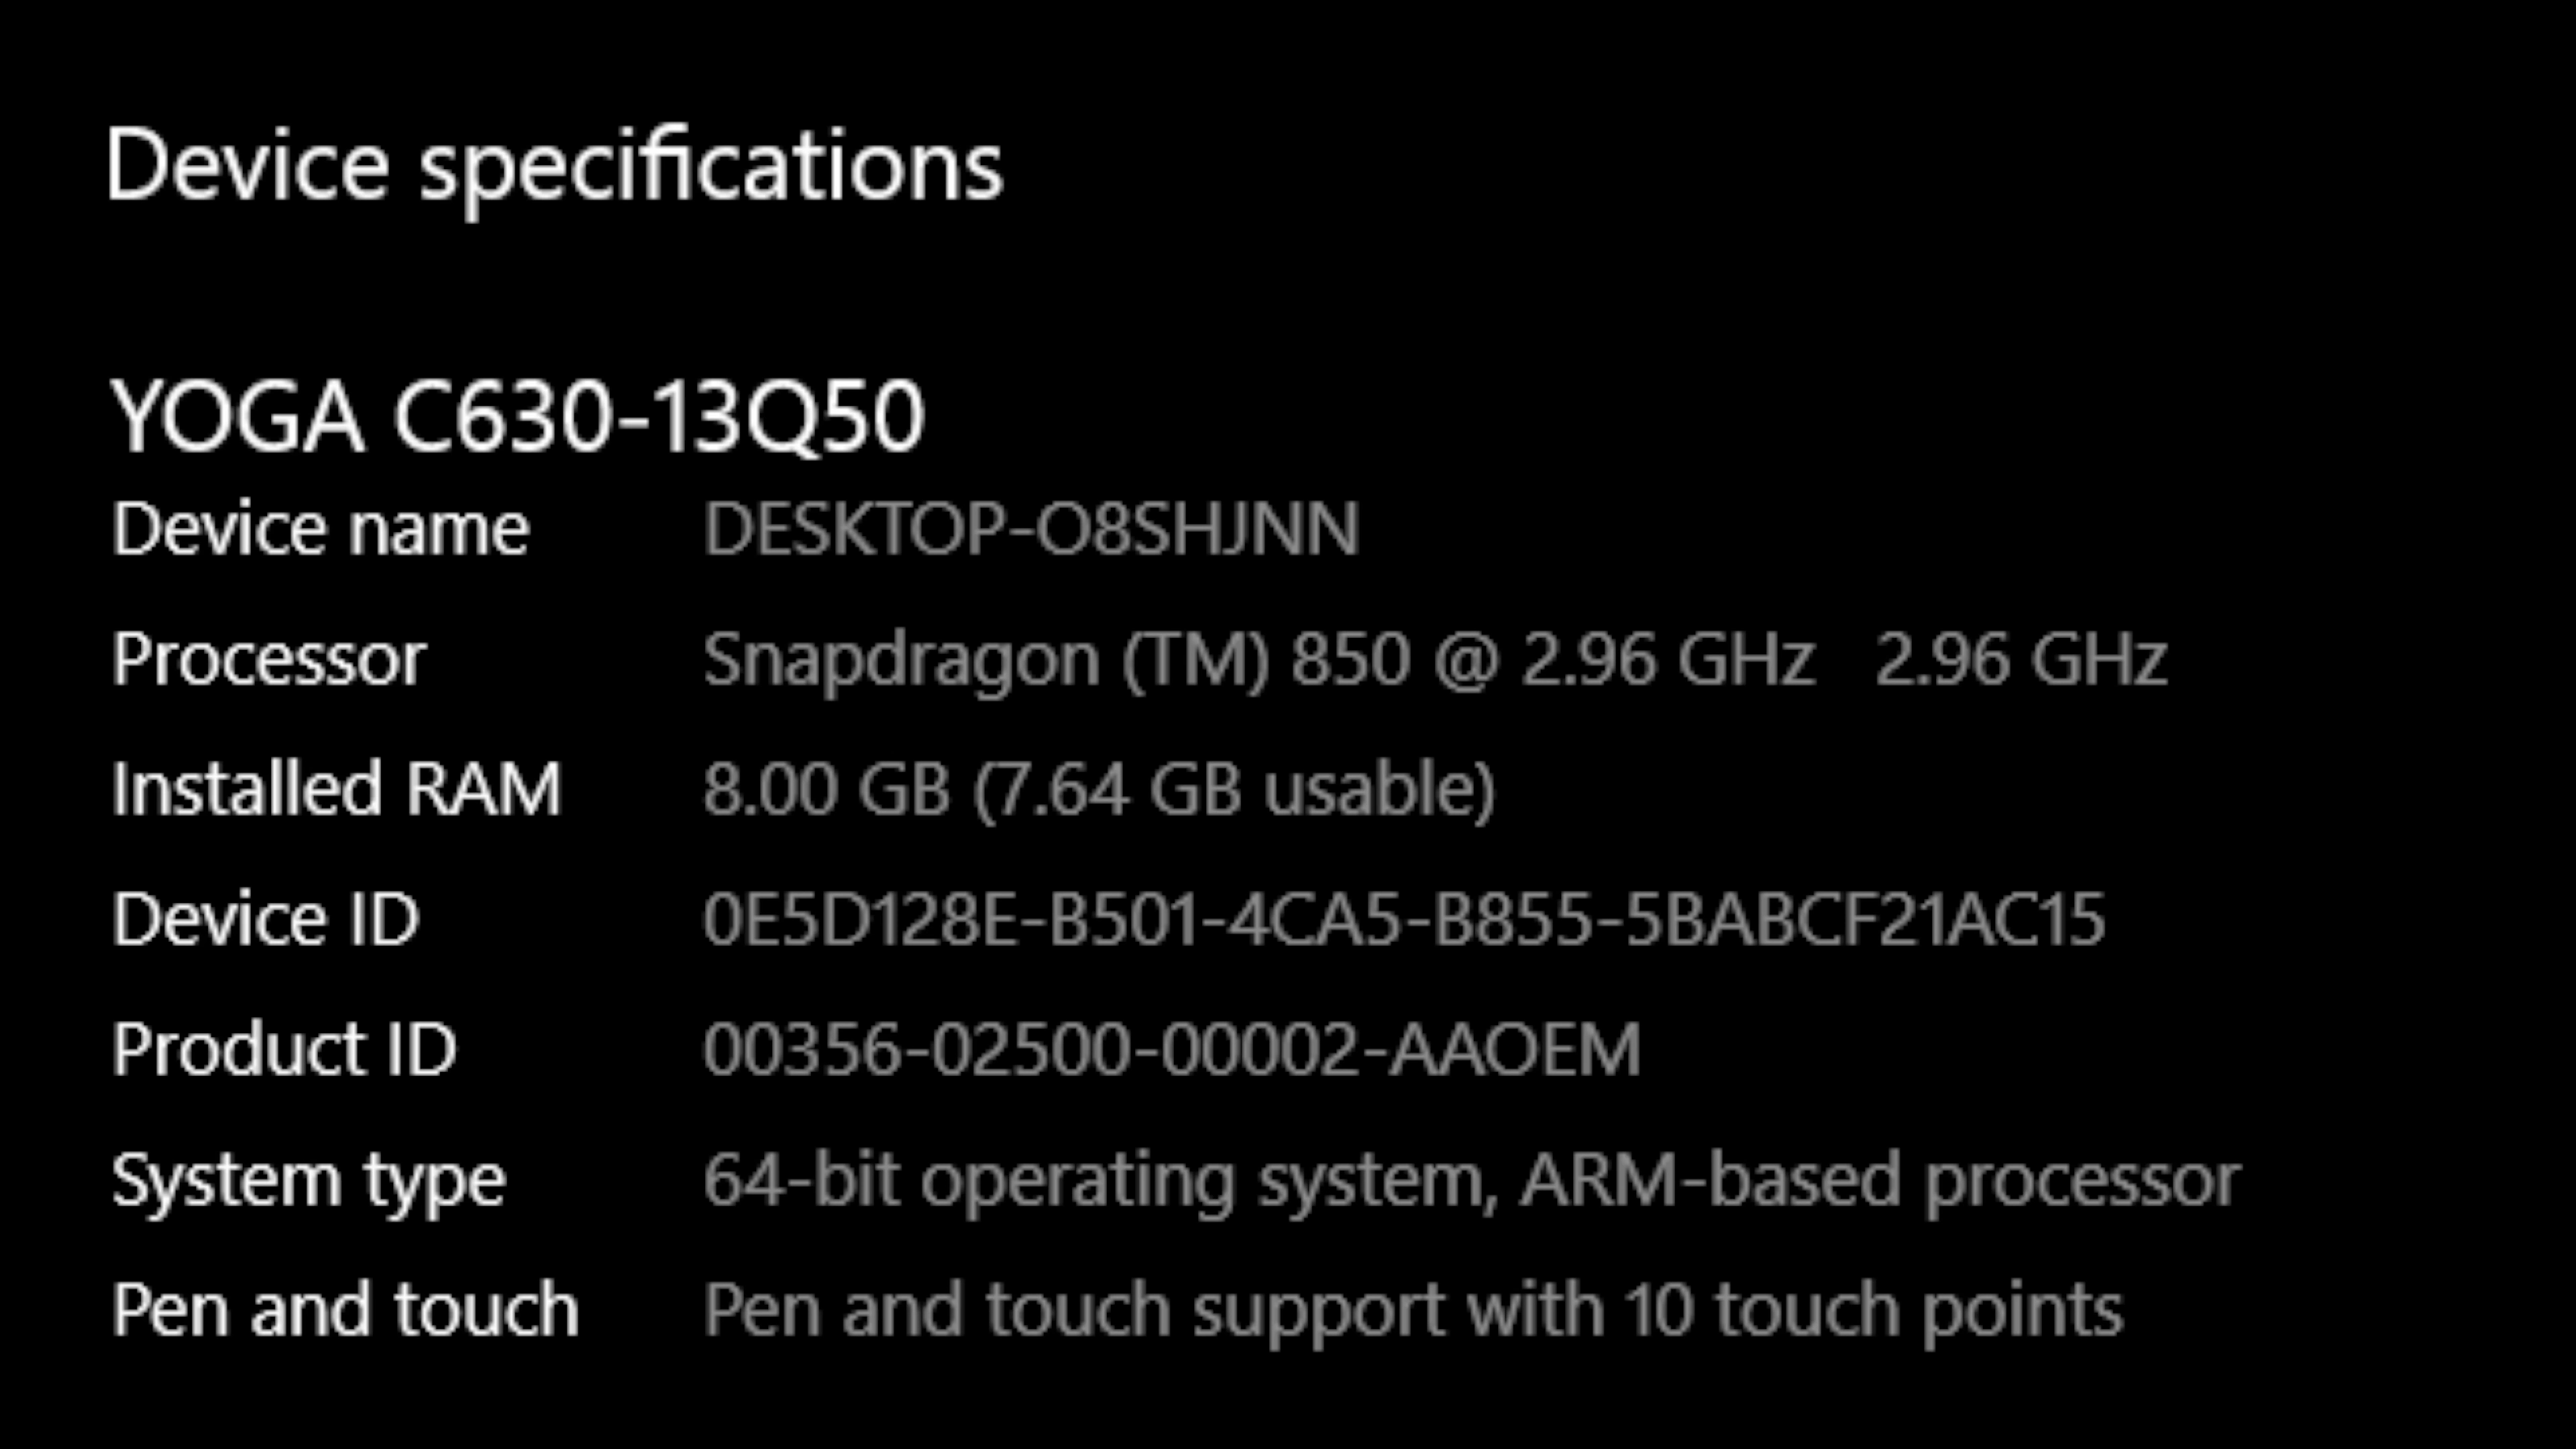 Device specifications
YOGA C630-13Q50
Device name DESKTOP-O8SHJNN
Processor Snapdragon (TM) 850 @ 2.96 GHz 2.96 GHz
Installed RAM 8.00 GB (7.64 GB usable)
Device ID 0E5D128E-B501-4CA5-B855-5BABCF21AC15
Product ID 00356-02500-00002-AAOEM
System type 64-bit operating system, ARM-based processor
Pen and touch Pen and touch support with 10 touch points